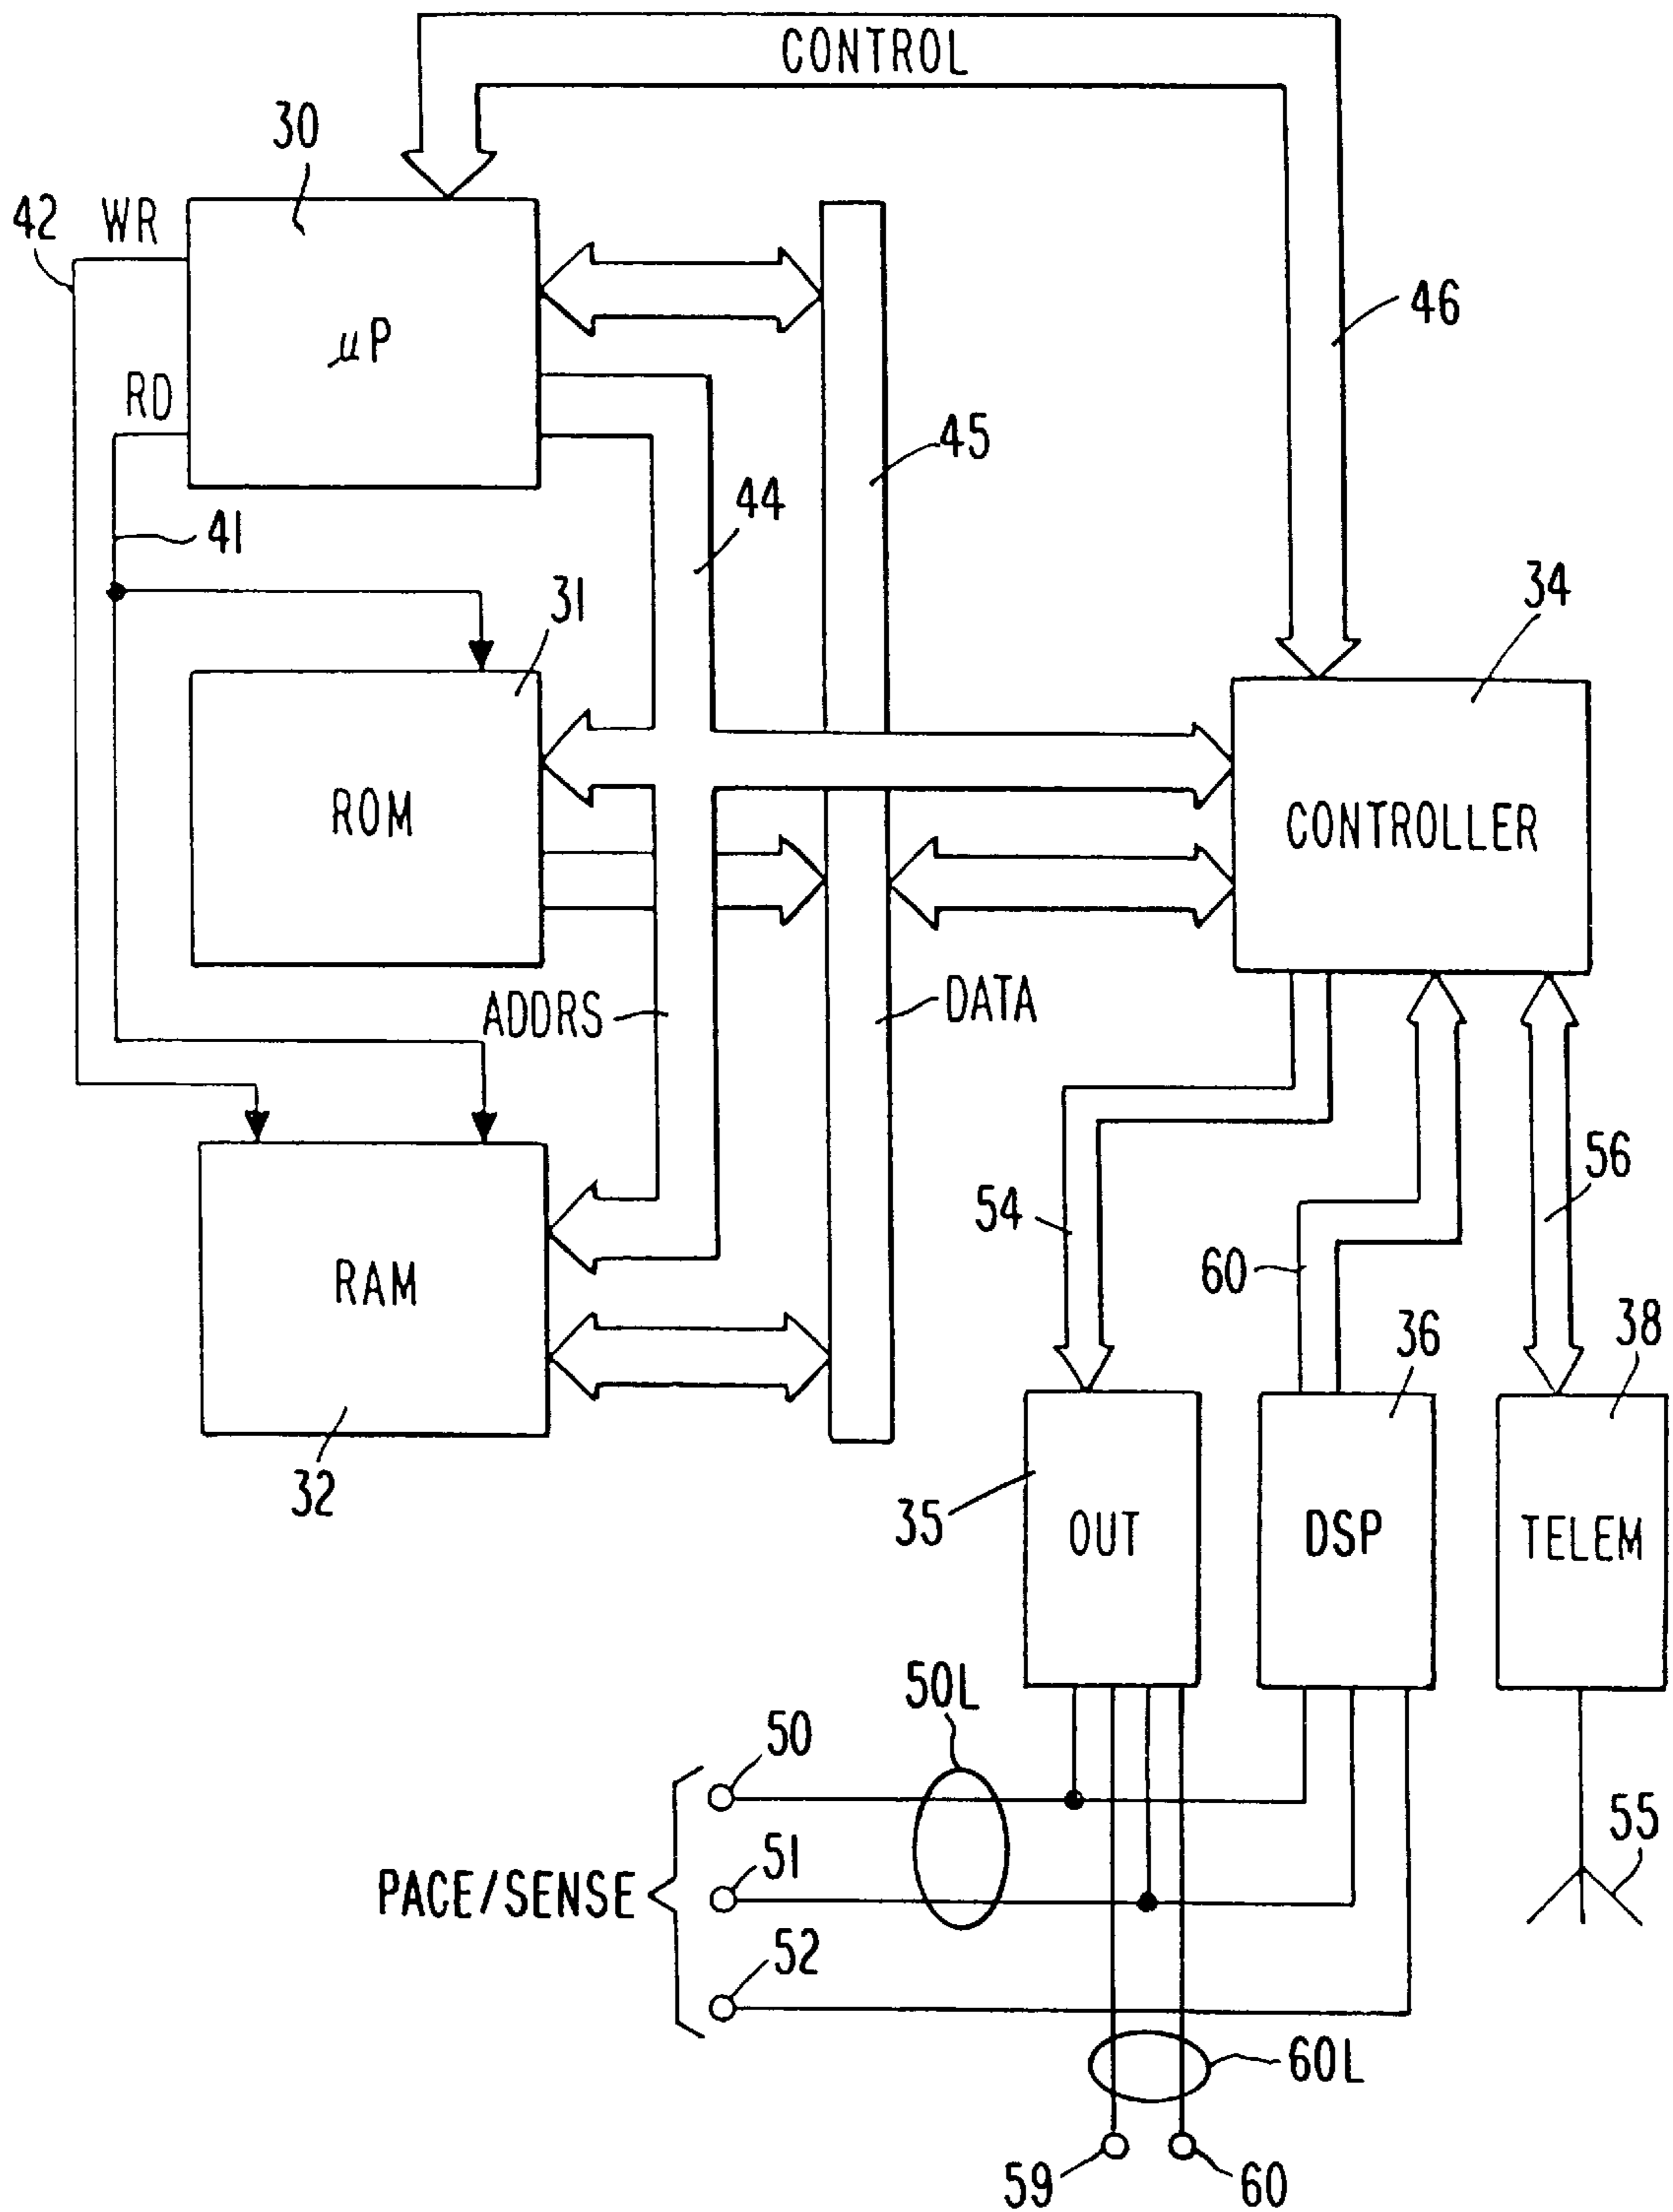 CONTROL
30
42
WR
μP
46
RD
45
44
41
31
34
ROM
CONTROLLER
ADDRS
DATA
54
56
60
RAM
36
38
32
35
OUT
DSP
TELEM
50L
50
51
55
PACE/SENSE
52
60L
59
60